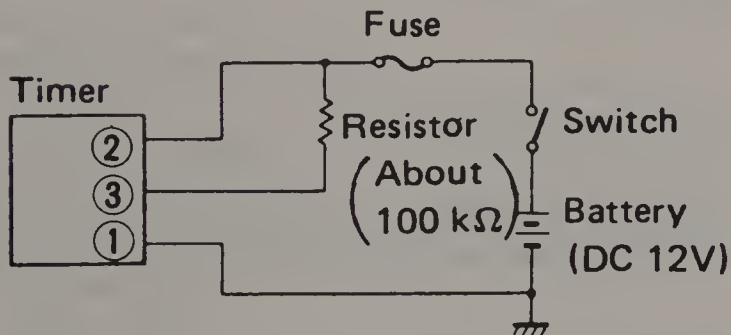 Fuse
Timer
②
③
①
Resistor
(About
100 kΩ)
Switch
Battery
(DC 12V)